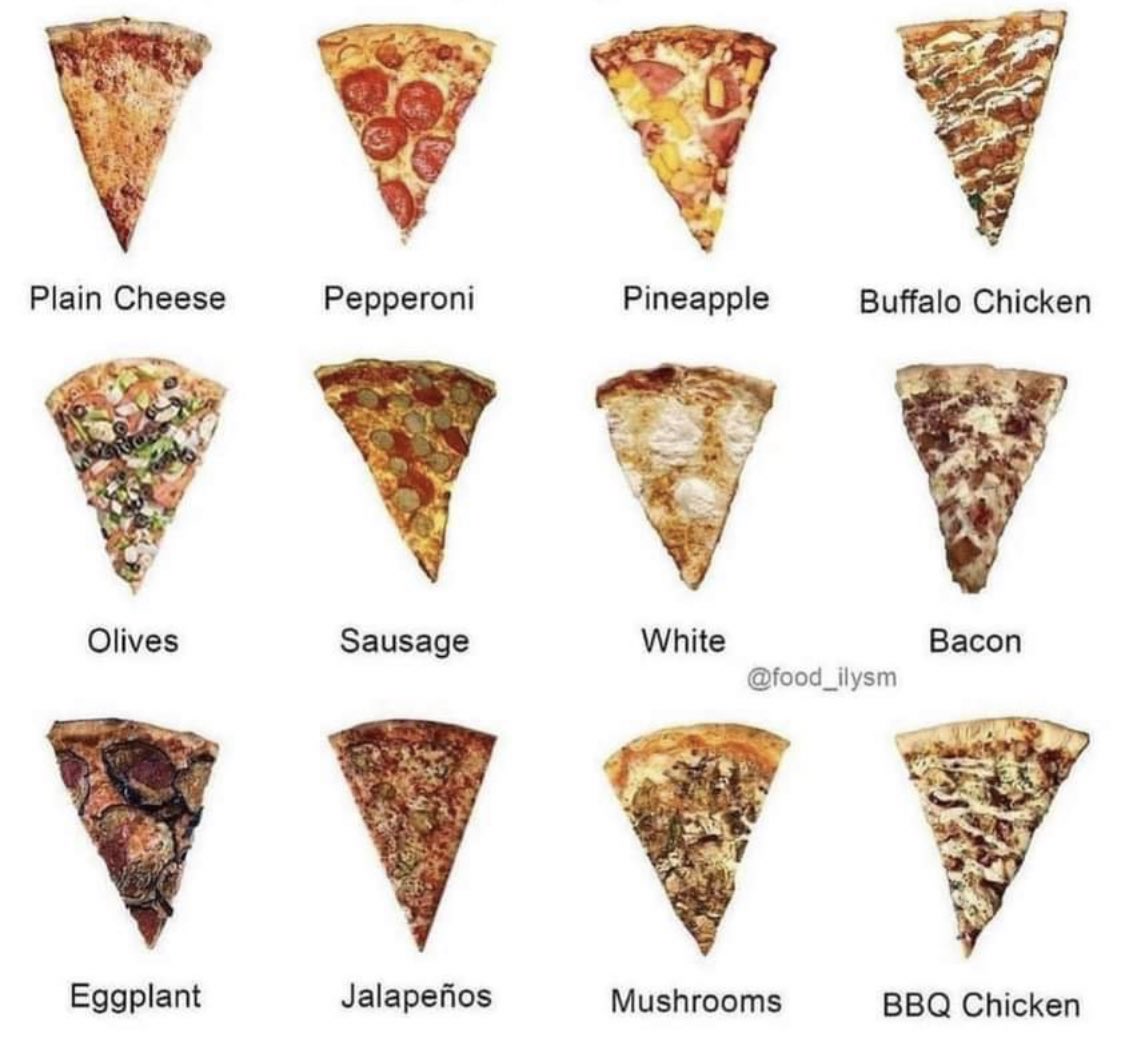 Plain Cheese
Pepperoni
Pineapple
Buffalo Chicken
Olives
Sausage
White
Bacon
@food_ilysm
Eggplant
Jalapeños
Mushrooms
BBQ Chicken